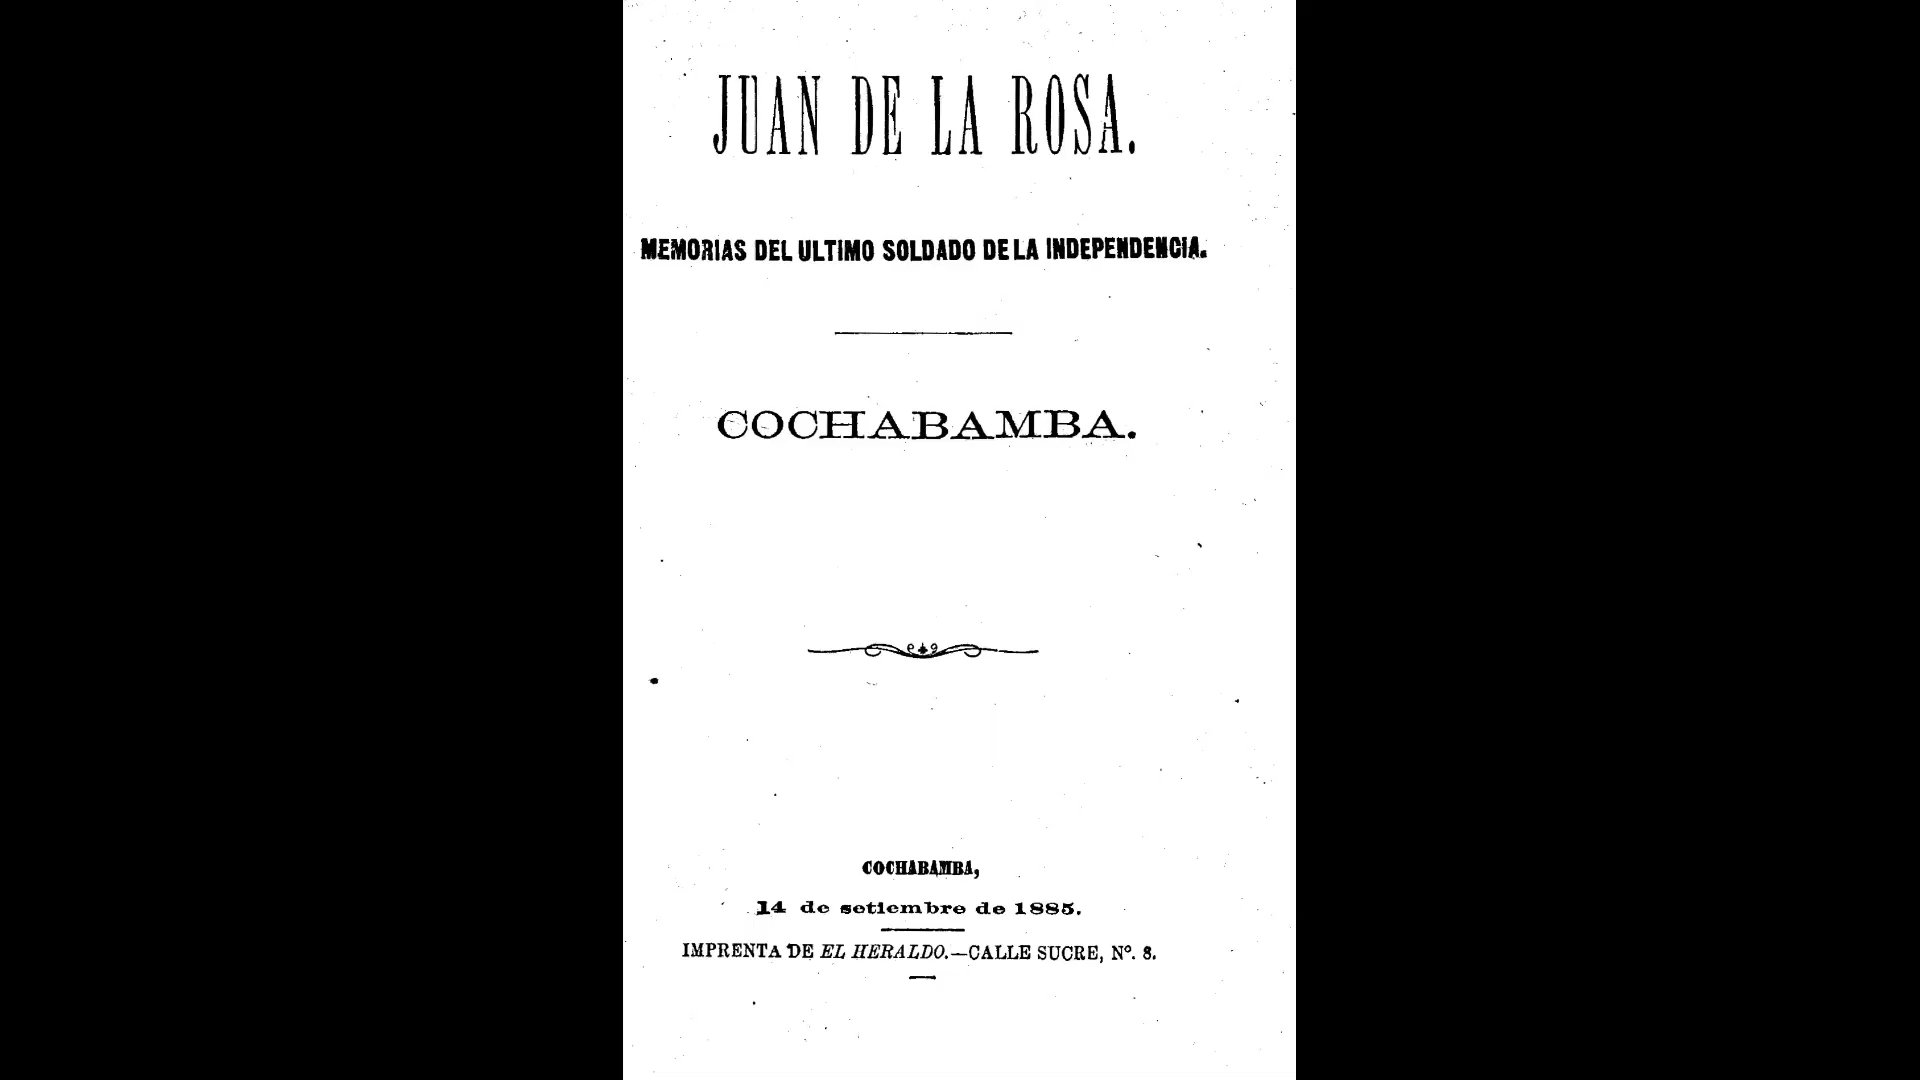 JUAN DE LA ROSA.
MEMORIAS DEL ULTIMO SOLDADO DE LA INDEPENDENCIA.
COCHABAMBA.
COCHABAMBA,
14 de setiembre de 1885.
IMPRENTA DE EL HERALDO.—CALLE SUCRE, Nº. 8.